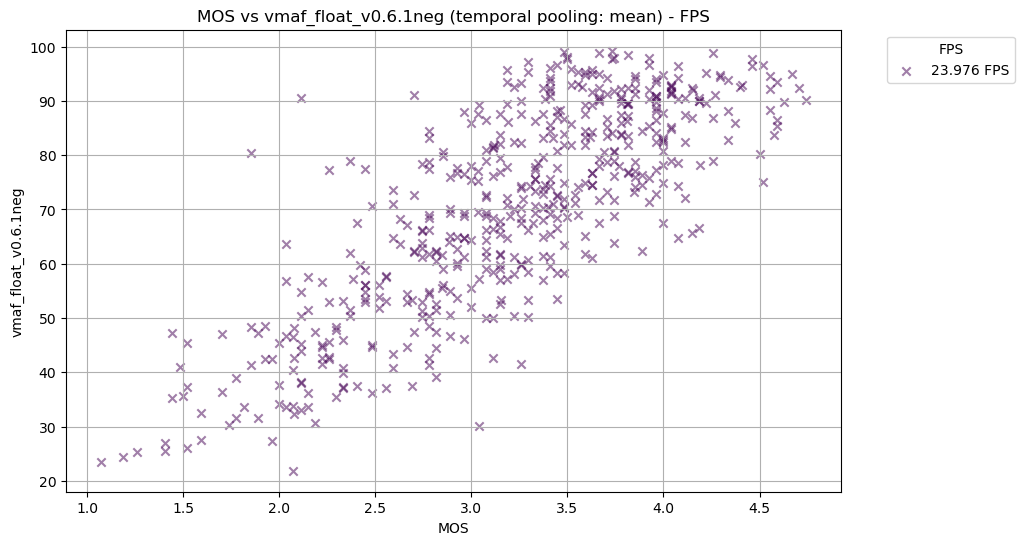 MOS vs vmaf_float_v0.6.1neg (temporal pooling: mean) - FPS
FPS
23.976 FPS
vmaf_float_v0.6.1neg
100
90
80
70
60
50
40
30
20
1.0 1.5 2.0 2.5 3.0 3.5 4.0 4.5
MOS